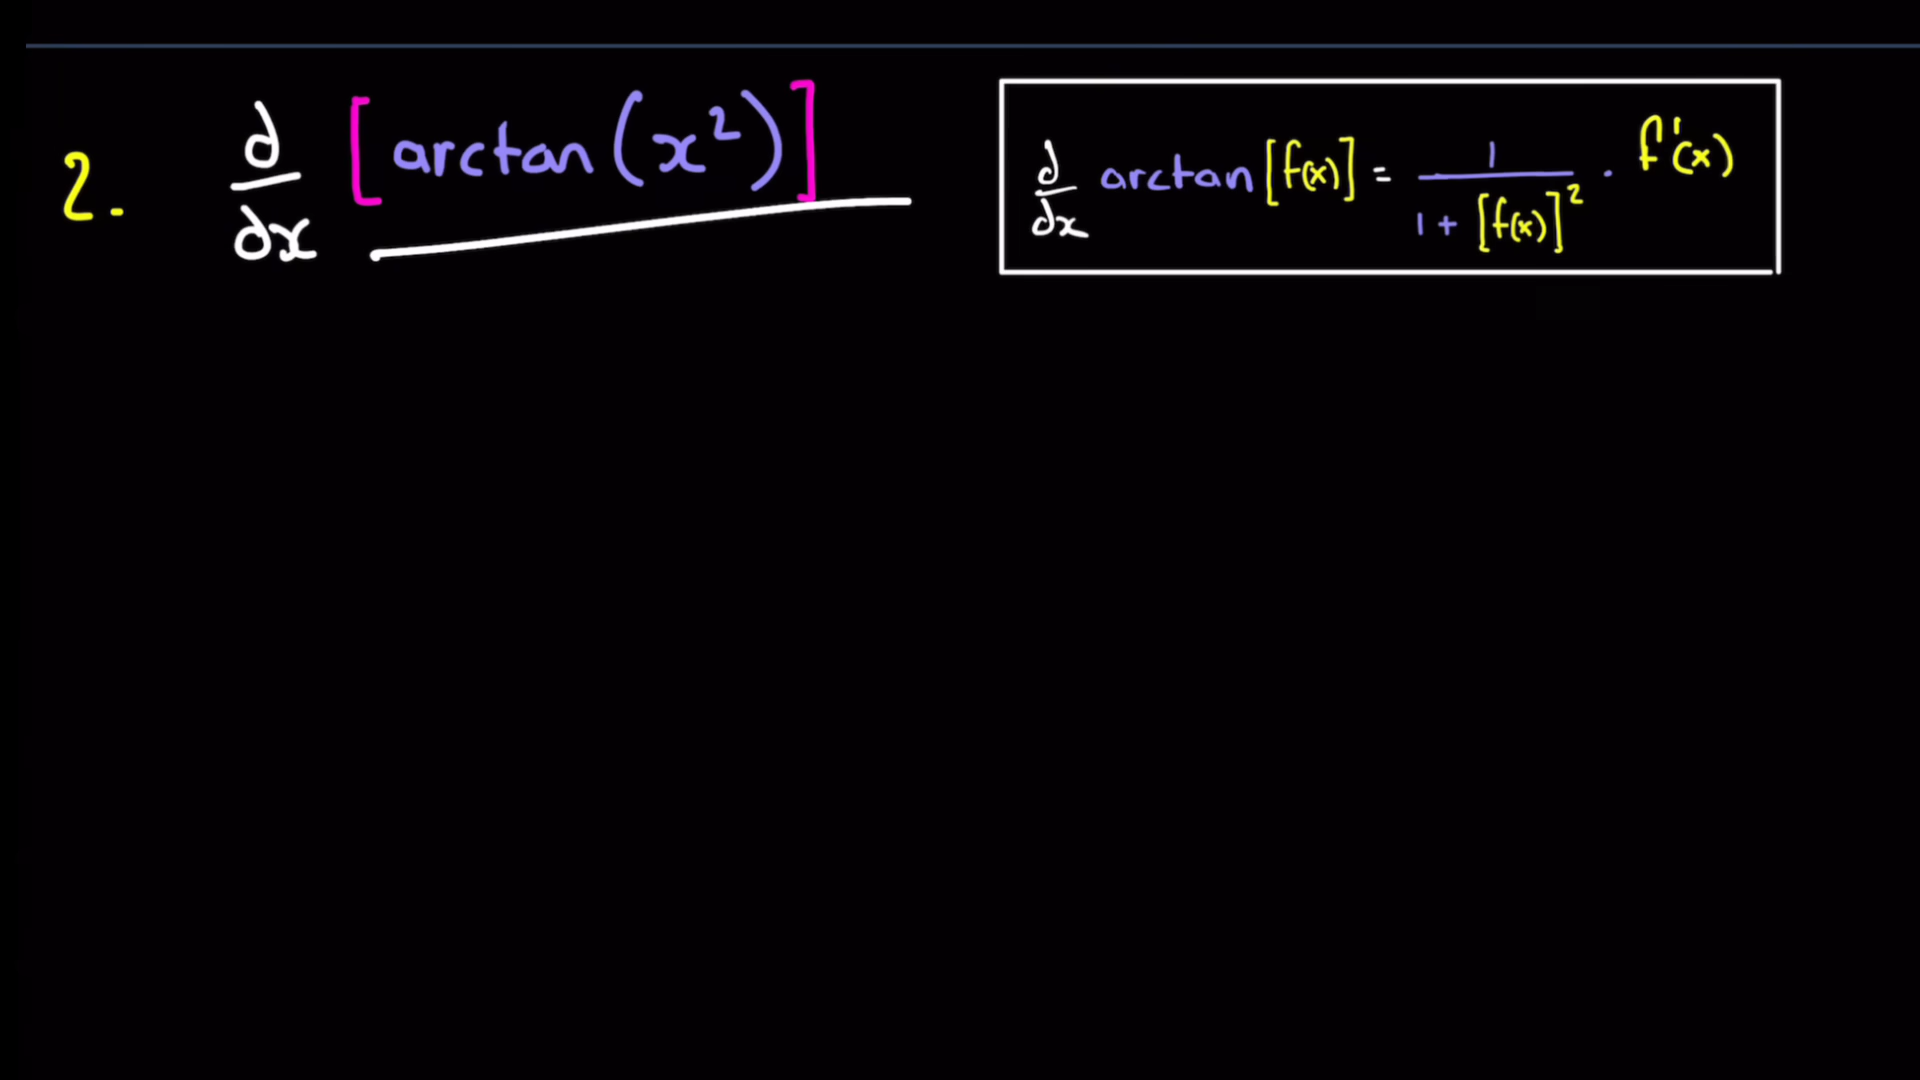 2. d/dx [arctan(x²)]
d/dx arctan[f(x)] = 1/(1 + [f(x)]²) · f'(x)